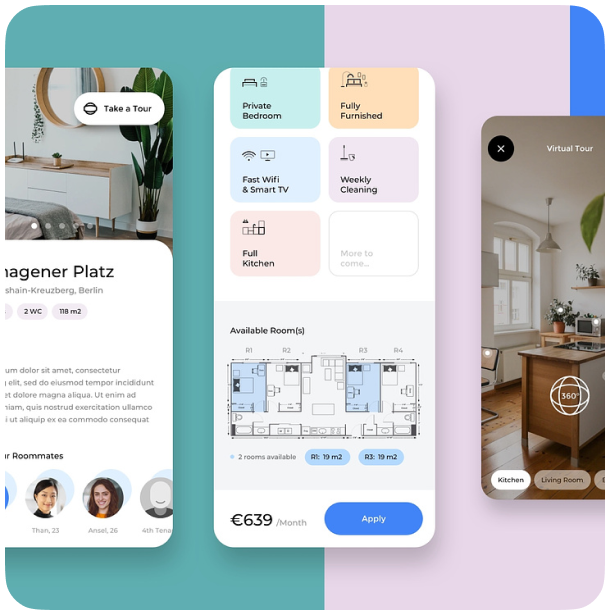 Take a Tour
nagener Platz
shain-Kreuzberg, Berlin
2 WC
118 m2
um dolor sit amet, consectetur
elit, sed do eiusmod tempor incididunt
et dolore magna aliqua. Ut enim ad
niam, quis nostrud exercitation ullamco
i ut aliquip ex ea commodo consequat
ur Roommates
Than, 23
Ansel, 26
4th Tena
Private
Bedroom
Fully
Furnished
Fast Wifi
& Smart TV
Weekly
Cleaning
Full
Kitchen
More to
come...
Available Room(s)
R1
R2
R3
R4
2 rooms available
R1: 19 m2
R3: 19 m2
€639 /Month
Apply
Virtual Tour
360°
Kitchen
Living Room